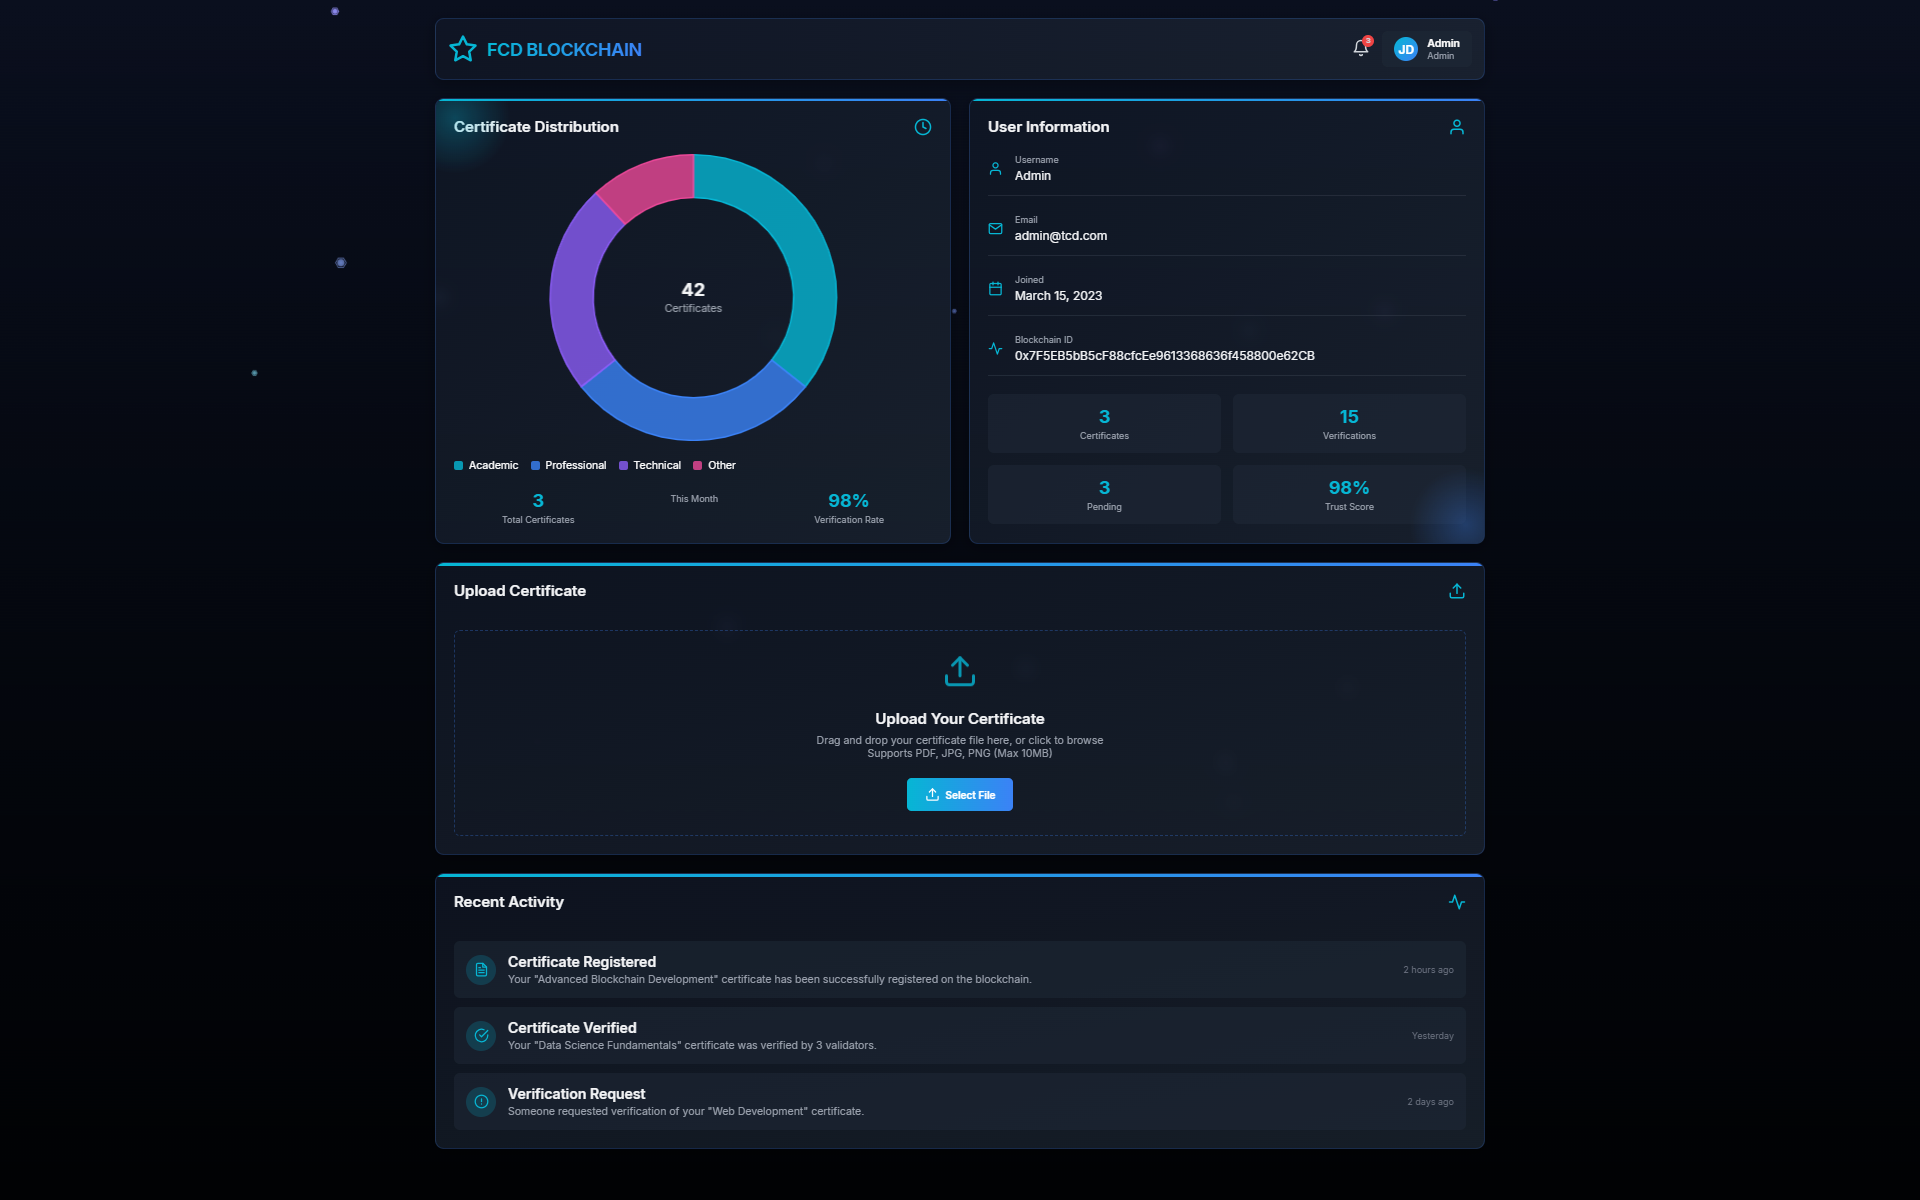 FCD BLOCKCHAIN
3
JD
Admin
Admin
Certificate Distribution
42
Certificates
Academic
Professional
Technical
Other
3
Total Certificates
This Month
98%
Verification Rate
User Information
Username
Admin
Email
admin@tcd.com
Joined
March 15, 2023
Blockchain ID
0x7F5EB5bB5cF88cfcEe9613368636f458800e62CB
3
Certificates
15
Verifications
3
Pending
98%
Trust Score
Upload Certificate
Upload Your Certificate
Drag and drop your certificate file here, or click to browse
Supports PDF, JPG, PNG (Max 10MB)
Select File
Recent Activity
Certificate Registered
Your "Advanced Blockchain Development" certificate has been successfully registered on the blockchain.
2 hours ago
Certificate Verified
Your "Data Science Fundamentals" certificate was verified by 3 validators.
Yesterday
Verification Request
Someone requested verification of your "Web Development" certificate.
2 days ago